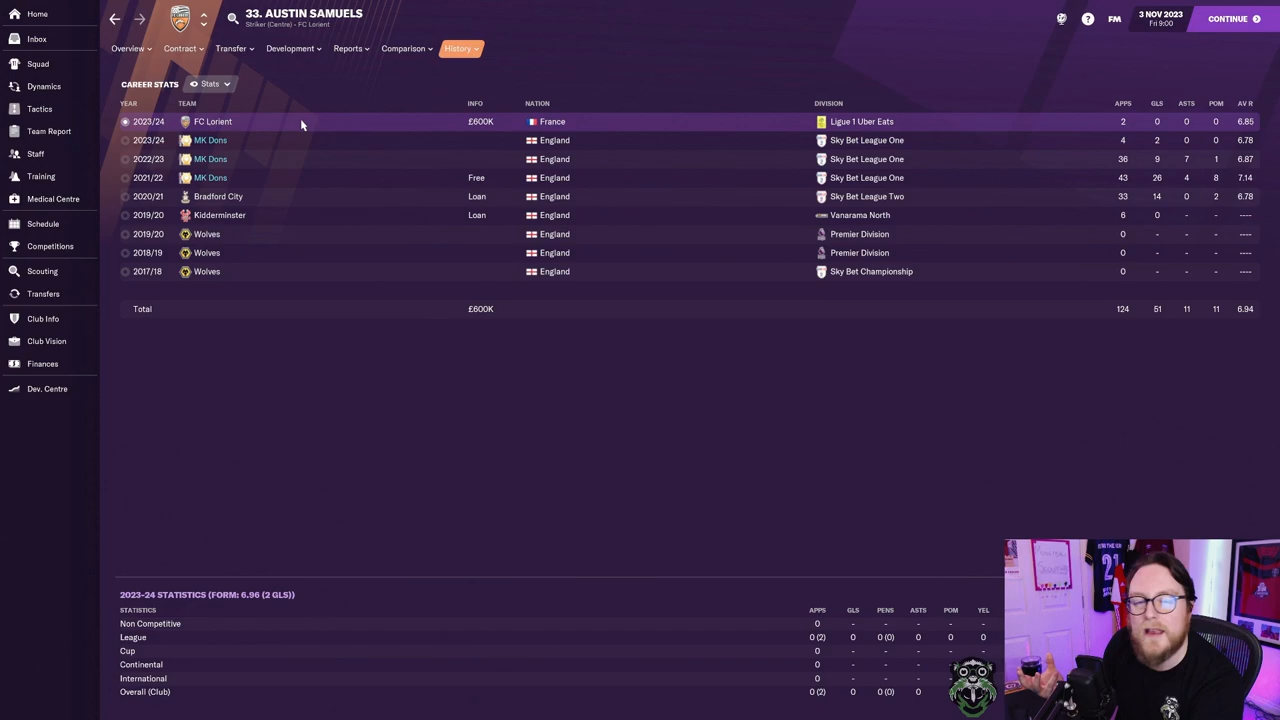 Home
Inbox
Squad
Dynamics
Tactics
Team Report
Staff
Training
Medical Centre
Schedule
Competitions
Scouting
Transfers
Club Info
Club Vision
Finances
Dev. Centre
33. AUSTIN SAMUELS
Striker (Centre) - FC Lorient
FM
3 NOV 2023
Fri 9:00
CONTINUE
Overview Contract Transfer Development Reports Comparison History
CAREER STATS Stats
YEAR TEAM INFO NATION DIVISION APPS GLS ASTS POM AV R
2023/24 FC Lorient £600K France Ligue 1 Uber Eats 2 0 0 0 6.85
2023/24 MK Dons England Sky Bet League One 4 2 0 0 6.78
2022/23 MK Dons England Sky Bet League One 36 9 7 1 6.87
2021/22 MK Dons Free England Sky Bet League One 43 26 4 8 7.14
2020/21 Bradford City Loan England Sky Bet League Two 33 14 - 2 6.78
2019/20 Kidderminster Loan England Vanarama North 6 0 - - ----
2019/20 Wolves England Premier Division 0 - - - ----
2018/19 Wolves England Premier Division 0 - - - ----
2017/18 Wolves England Sky Bet Championship 0 - - - ----
Total £600K 124 51 11 11 6.94
2023-24 STATISTICS (FORM: 6.96 (2 GLS))
STATISTICS APPS GLS PENS ASTS POM YEL
Non Competitive 0 - - - - -
League 0 (2) 0 0 (0) 0 0 0
Cup 0 - - - - -
Continental 0 - - - - -
International 0 - - - - -
Overall (Club) 0 (2) 0 0 (0) 0
21